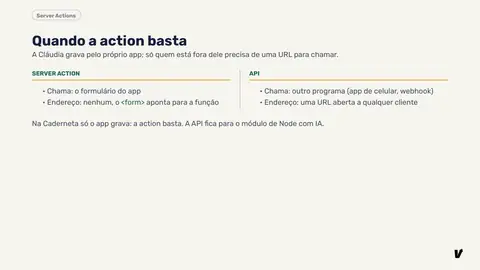 Server Actions
Quando a action basta
A Cláudia grava pelo próprio app; só quem está fora dele precisa de uma URL para chamar.
SERVER ACTION
• Chama: o formulário do app
• Endereço: nenhum, o <form> aponta para a função
API
• Chama: outro programa (app de celular, webhook)
• Endereço: uma URL aberta a qualquer cliente
Na Caderneta só o app grava: a action basta. A API fica para o módulo de Node com IA.